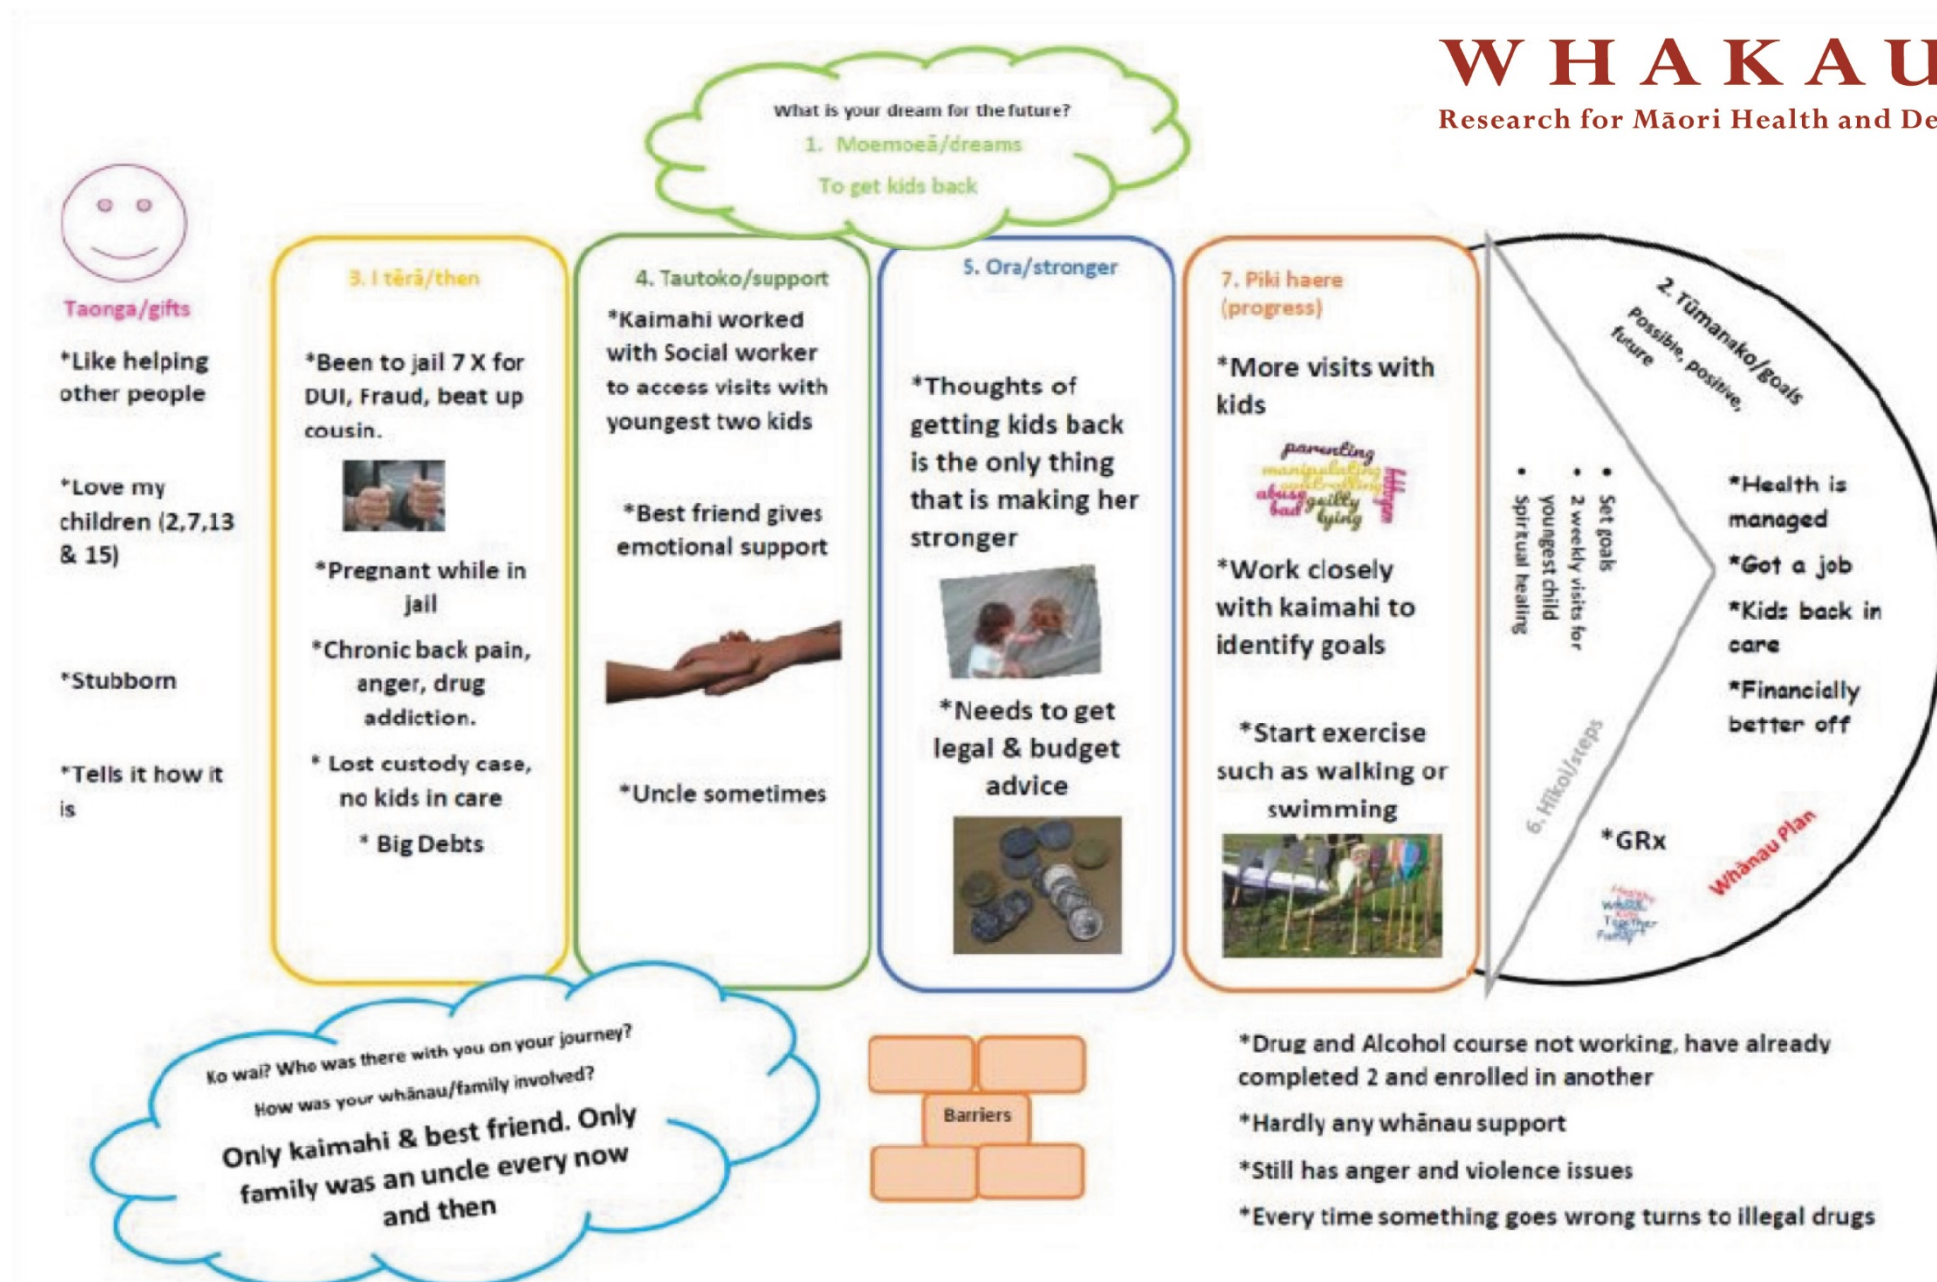 WHAKAU
Research for Māori Health and De
What is your dream for the future?
1. Moemoeā/dreams
To get kids back
Taonga/gifts
*Like helping
other people
*Love my
children (2,7,13
& 15)
*Stubborn
*Tells it how it
is
3. I tērā/then
*Been to jail 7 X for
DUI, Fraud, beat up
cousin.
*Pregnant while in
jail
*Chronic back pain,
anger, drug
addiction.
* Lost custody case,
no kids in care
* Big Debts
4. Tautoko/support
*Kaimahi worked
with Social worker
to access visits with
youngest two kids
*Best friend gives
emotional support
*Uncle sometimes
5. Ora/stronger
*Thoughts of
getting kids back
is the only thing
that is making her
stronger
*Needs to get
legal & budget
advice
7. Piki haere
(progress)
*More visits with
kids
parenting
manipulating
controlling
abuse
guilty
bad
lying
*Work closely
with kaimahi to
identify goals
*Start exercise
such as walking or
swimming
2. Tūmanako/goals
Possible, positive,
future
• Set goals
• 2 weekly visits for
youngest child
• Spiritual healing
6. Hīkoi/steps
*Health is
managed
*Got a job
*Kids back in
care
*Financially
better off
*GRx
Whānau Plan
Healthy
Together
Family
Ko wai? Who was there with you on your journey?
How was your whānau/family involved?
Only kaimahi & best friend. Only
family was an uncle every now
and then
Barriers
*Drug and Alcohol course not working, have already
completed 2 and enrolled in another
*Hardly any whānau support
*Still has anger and violence issues
*Every time something goes wrong turns to illegal drugs